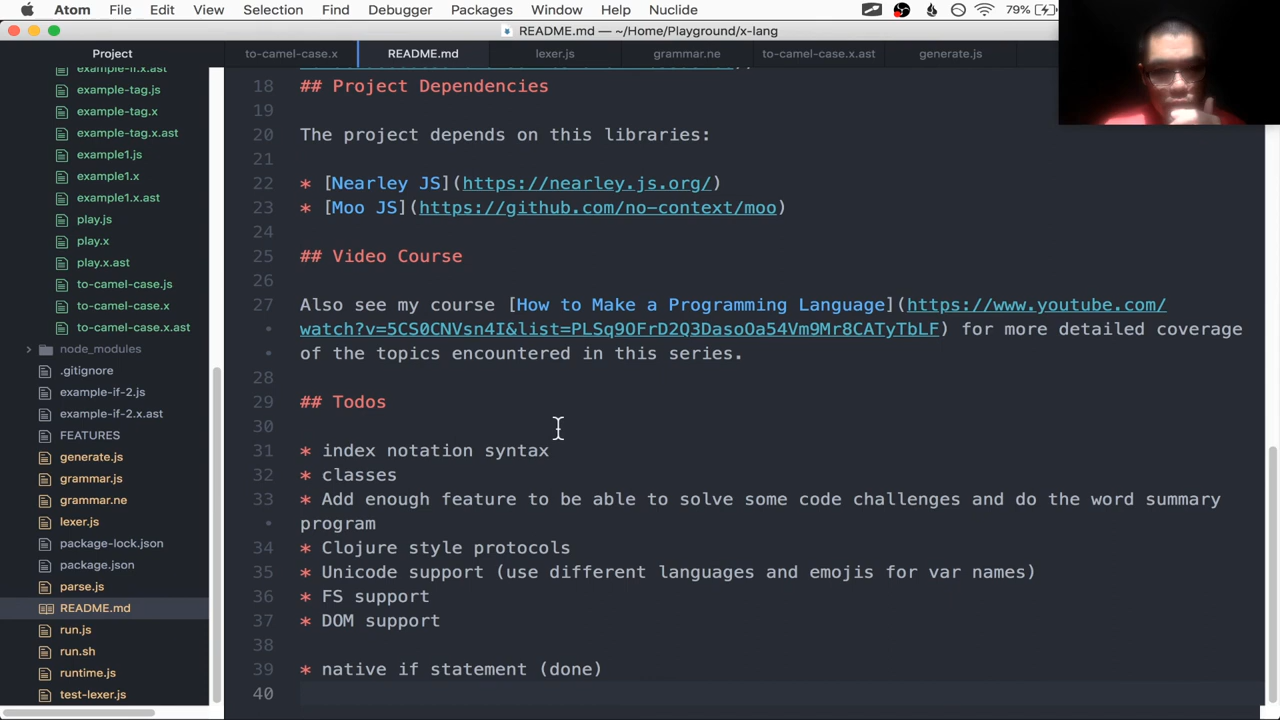 Atom File Edit View Selection Find Debugger Packages Window Help Nuclide 79%
README.md — ~/Home/Playground/x-lang
Project to-camel-case.x README.md lexer.js grammar.ne to-camel-case.x.ast generate.js
example-if.x.ast
example-tag.js
example-tag.x
example-tag.x.ast
example1.js
example1.x
example1.x.ast
play.js
play.x
play.x.ast
to-camel-case.js
to-camel-case.x
to-camel-case.x.ast
node_modules
.gitignore
example-if-2.js
example-if-2.x.ast
FEATURES
generate.js
grammar.js
grammar.ne
lexer.js
package-lock.json
package.json
parse.js
README.md
run.js
run.sh
runtime.js
test-lexer.js
18 ## Project Dependencies
19
20 The project depends on this libraries:
21
22 * [Nearley JS](https://nearley.js.org/)
23 * [Moo JS](https://github.com/no-context/moo)
24
25 ## Video Course
26
27 Also see my course [How to Make a Programming Language](https://www.youtube.com/
watch?v=5CS0CNVsn4I&list=PLSq9OFrD2Q3DasoOa54Vm9Mr8CATyTbLF) for more detailed coverage
of the topics encountered in this series.
28
29 ## Todos
30
31 * index notation syntax
32 * classes
33 * Add enough feature to be able to solve some code challenges and do the word summary
program
34 * Clojure style protocols
35 * Unicode support (use different languages and emojis for var names)
36 * FS support
37 * DOM support
38
39 * native if statement (done)
40